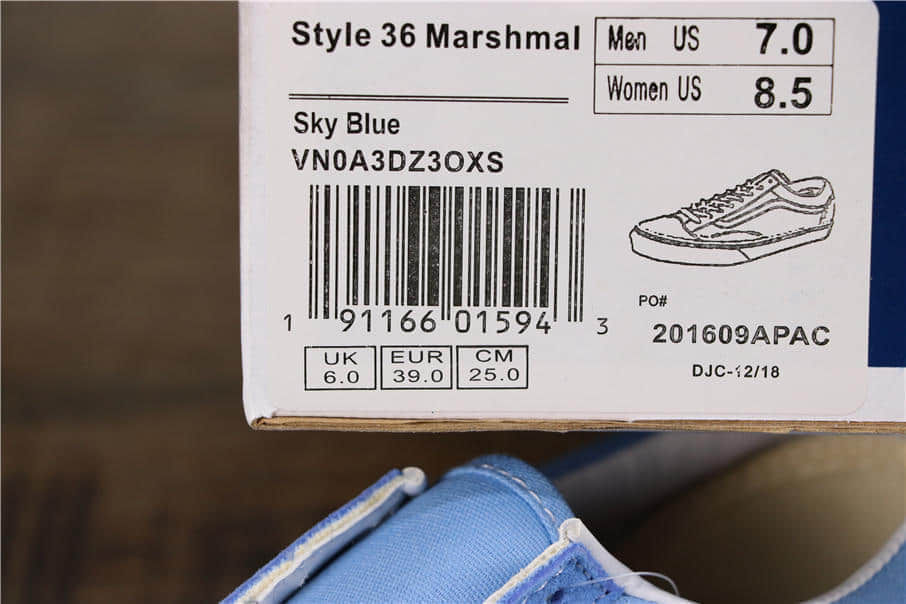 Style 36 Marshmal
Men US 7.0
Women US 8.5
Sky Blue
VN0A3DZ3OXS
1 91166 01594 3
PO#
201609APAC
DJC-12/18
UK EUR CM
6.0 39.0 25.0